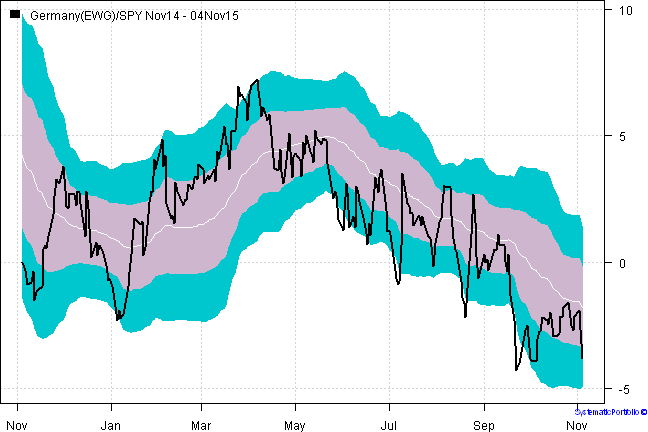 Germany(EWG)/SPY Nov14 - 04Nov15
10
5
0
-5
Nov Jan Mar May Jul Sep Nov
SystematicPortfolio ©